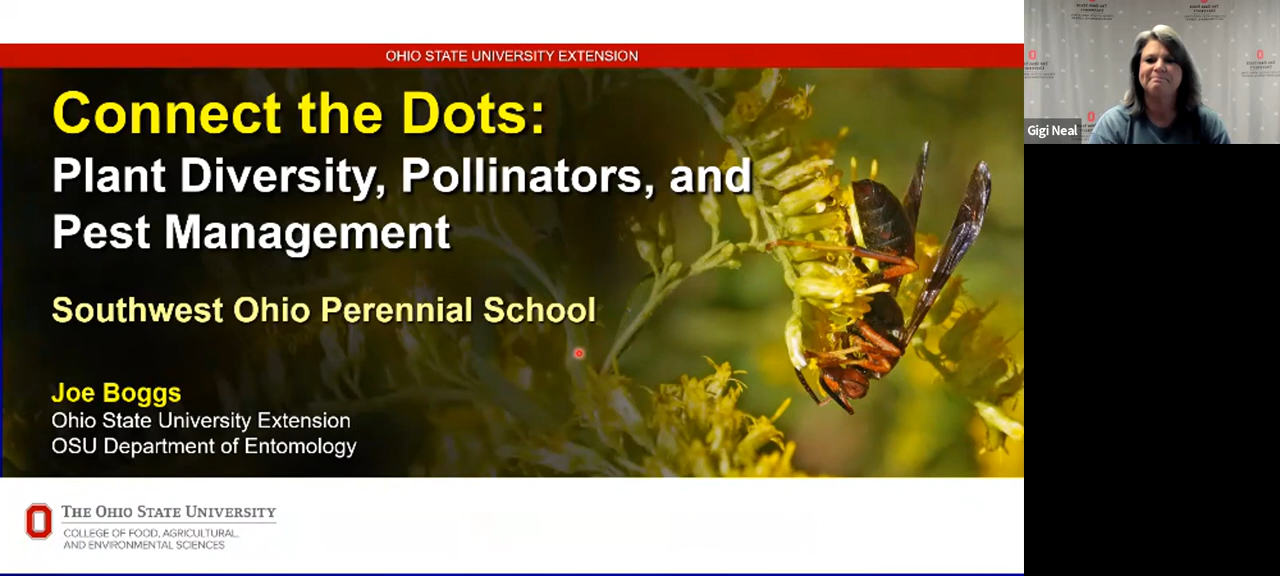 OHIO STATE UNIVERSITY EXTENSION
Connect the Dots:
Plant Diversity, Pollinators, and
Pest Management
Southwest Ohio Perennial School
Joe Boggs
Ohio State University Extension
OSU Department of Entomology
THE OHIO STATE UNIVERSITY
COLLEGE OF FOOD, AGRICULTURAL,
AND ENVIRONMENTAL SCIENCES
Gigi Neal